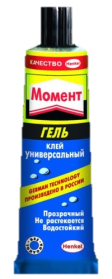 КАЧЕСТВО Henkel
Момент
ГЕЛЬ
КЛЕЙ
УНИВЕРСАЛЬНЫЙ
GERMAN TECHNOLOGY
ПРОИЗВЕДЕНО В РОССИИ
Прозрачный
Не растекается
Водостойкий
Henkel